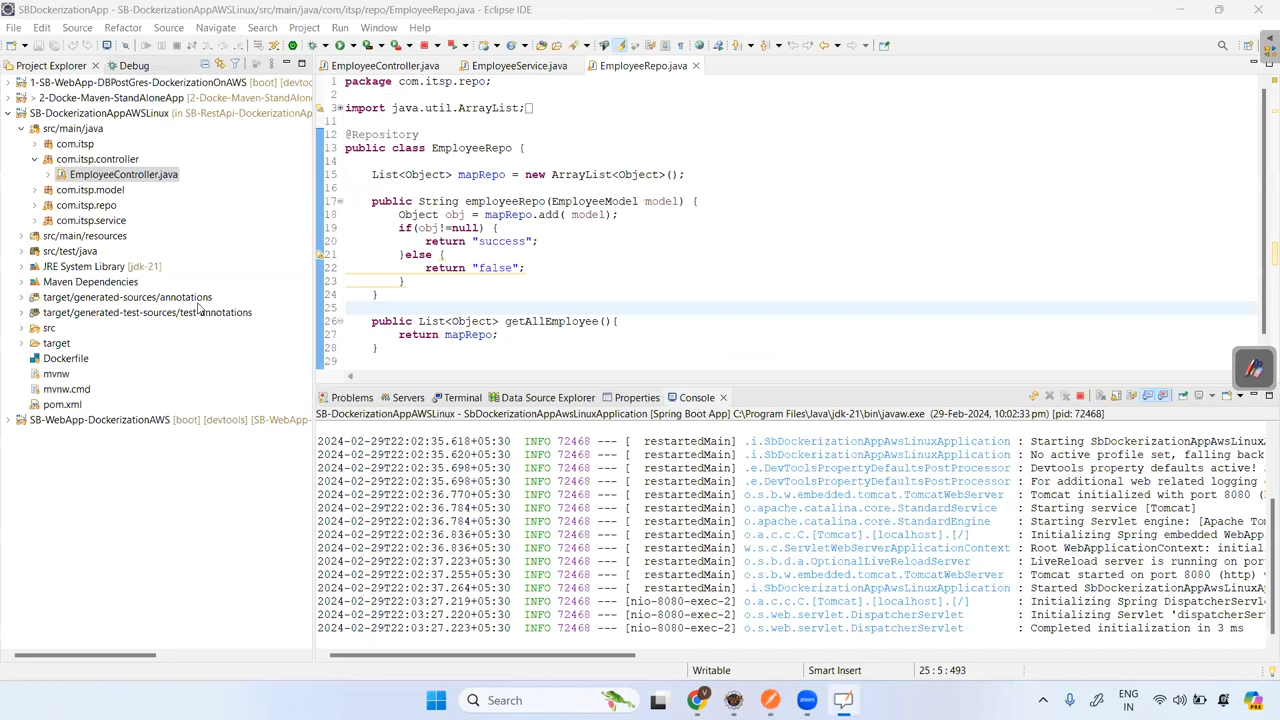 SBDockerizationApp - SBDockerizationAppAWSLinux/src/main/java/com/itsp/repo/EmployeeRepo.java - Eclipse IDE
File Edit Source Refactor Source Navigate Search Project Run Window Help
Project Explorer Debug
1-SB-WebApp-DBPostGres-DockerizationOnAWS [boot] [devtoo
> 2-Docke-Maven-StandAloneApp [2-Docke-Maven-StandAlon
SBDockerizationAppAWSLinux (in SB-RestApi-DockerizationAp
src/main/java
com.itsp
com.itsp.controller
EmployeeController.java
com.itsp.model
com.itsp.repo
com.itsp.service
src/main/resources
src/test/java
JRE System Library [jdk-21]
Maven Dependencies
target/generated-sources/annotations
target/generated-test-sources/test-annotations
src
target
Dockerfile
mvnw
mvnw.cmd
pom.xml
SB-WebApp-DockerizationAWS [boot] [devtools] [SB-WebApp-
EmployeeController.java EmployeeService.java EmployeeRepo.java
1 package com.itsp.repo;
2
3 import java.util.ArrayList;
11
12 @Repository
13 public class EmployeeRepo {
14
15 List<Object> mapRepo = new ArrayList<Object>();
16
17 public String employeeRepo(EmployeeModel model) {
18 Object obj = mapRepo.add( model);
19 if(obj!=null) {
20 return "success";
21 }else {
22 return "false";
23 }
24 }
25
26 public List<Object> getAllEmployee(){
27 return mapRepo;
28 }
29
Problems Servers Terminal Data Source Explorer Properties Console
SBDockerizationAppAWSLinux - SbDockerizationAppAwsLinuxApplication [Spring Boot App] C:\Program Files\Java\jdk-21\bin\javaw.exe (29-Feb-2024, 10:02:33 pm) [pid: 72468]
2024-02-29T22:02:35.618+05:30 INFO 72468 --- [ restartedMain] .i.SbDockerizationAppAwsLinuxApplication : Starting SbDockerizationAppAwsLinux
2024-02-29T22:02:35.620+05:30 INFO 72468 --- [ restartedMain] .i.SbDockerizationAppAwsLinuxApplication : No active profile set, falling back
2024-02-29T22:02:35.698+05:30 INFO 72468 --- [ restartedMain] .e.DevToolsPropertyDefaultsPostProcessor : Devtools property defaults active!
2024-02-29T22:02:35.698+05:30 INFO 72468 --- [ restartedMain] .e.DevToolsPropertyDefaultsPostProcessor : For additional web related logging
2024-02-29T22:02:36.770+05:30 INFO 72468 --- [ restartedMain] o.s.b.w.embedded.tomcat.TomcatWebServer : Tomcat initialized with port 8080 (
2024-02-29T22:02:36.784+05:30 INFO 72468 --- [ restartedMain] o.apache.catalina.core.StandardService : Starting service [Tomcat]
2024-02-29T22:02:36.784+05:30 INFO 72468 --- [ restartedMain] o.apache.catalina.core.StandardEngine : Starting Servlet engine: [Apache To
2024-02-29T22:02:36.836+05:30 INFO 72468 --- [ restartedMain] o.a.c.c.C.[Tomcat].[localhost].[/] : Initializing Spring embedded WebApp
2024-02-29T22:02:36.836+05:30 INFO 72468 --- [ restartedMain] w.s.c.ServletWebServerApplicationContext : Root WebApplicationContext: initial
2024-02-29T22:02:37.223+05:30 INFO 72468 --- [ restartedMain] o.s.b.d.a.OptionalLiveReloadServer : LiveReload server is running on por
2024-02-29T22:02:37.255+05:30 INFO 72468 --- [ restartedMain] o.s.b.w.embedded.tomcat.TomcatWebServer : Tomcat started on port 8080 (http)
2024-02-29T22:02:37.264+05:30 INFO 72468 --- [ restartedMain] .i.SbDockerizationAppAwsLinuxApplication : Started SbDockerizationAppAwsLinuxA
2024-02-29T22:03:27.219+05:30 INFO 72468 --- [nio-8080-exec-2] o.a.c.c.C.[Tomcat].[localhost].[/] : Initializing Spring DispatcherServl
2024-02-29T22:03:27.223+05:30 INFO 72468 --- [nio-8080-exec-2] o.s.web.servlet.DispatcherServlet : Initializing Servlet 'dispatcherSer
2024-02-29T22:03:27.223+05:30 INFO 72468 --- [nio-8080-exec-2] o.s.web.servlet.DispatcherServlet : Completed initialization in 3 ms
Writable Smart Insert 25 : 5 : 493
Search
ENG
IN
PRE